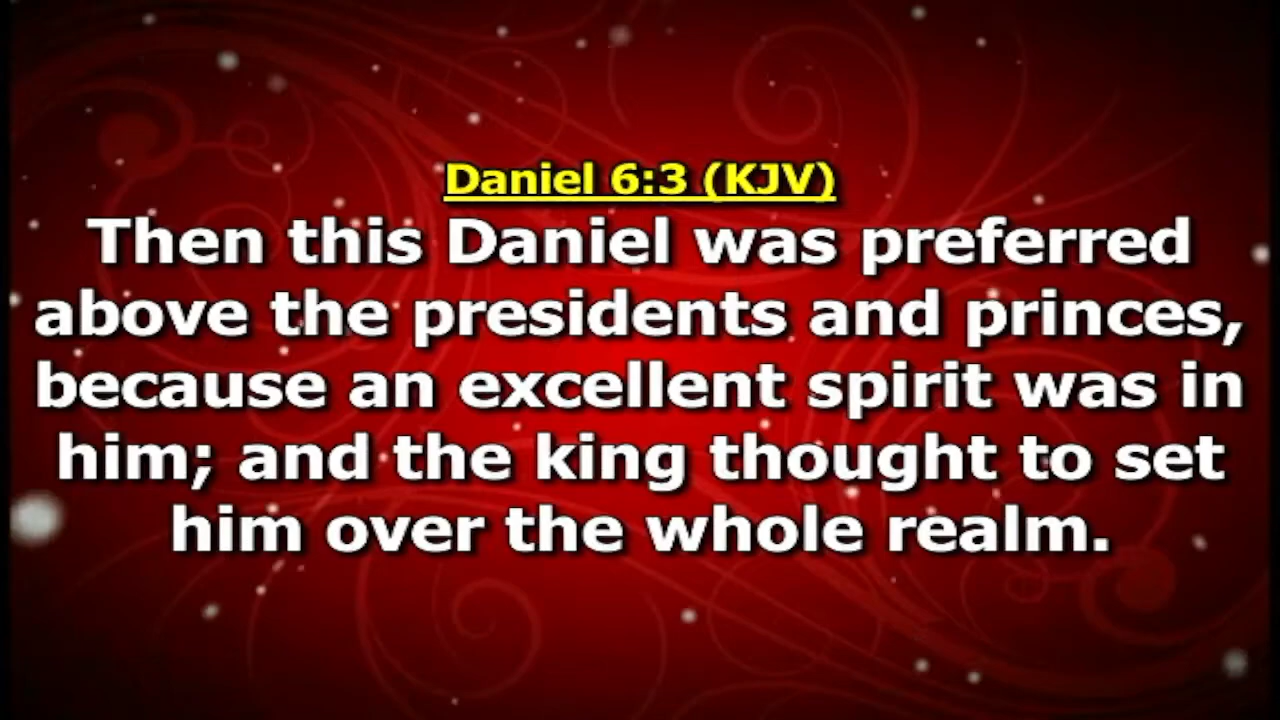 Daniel 6:3 (KJV)
Then this Daniel was preferred
above the presidents and princes,
because an excellent spirit was in
him; and the king thought to set
him over the whole realm.